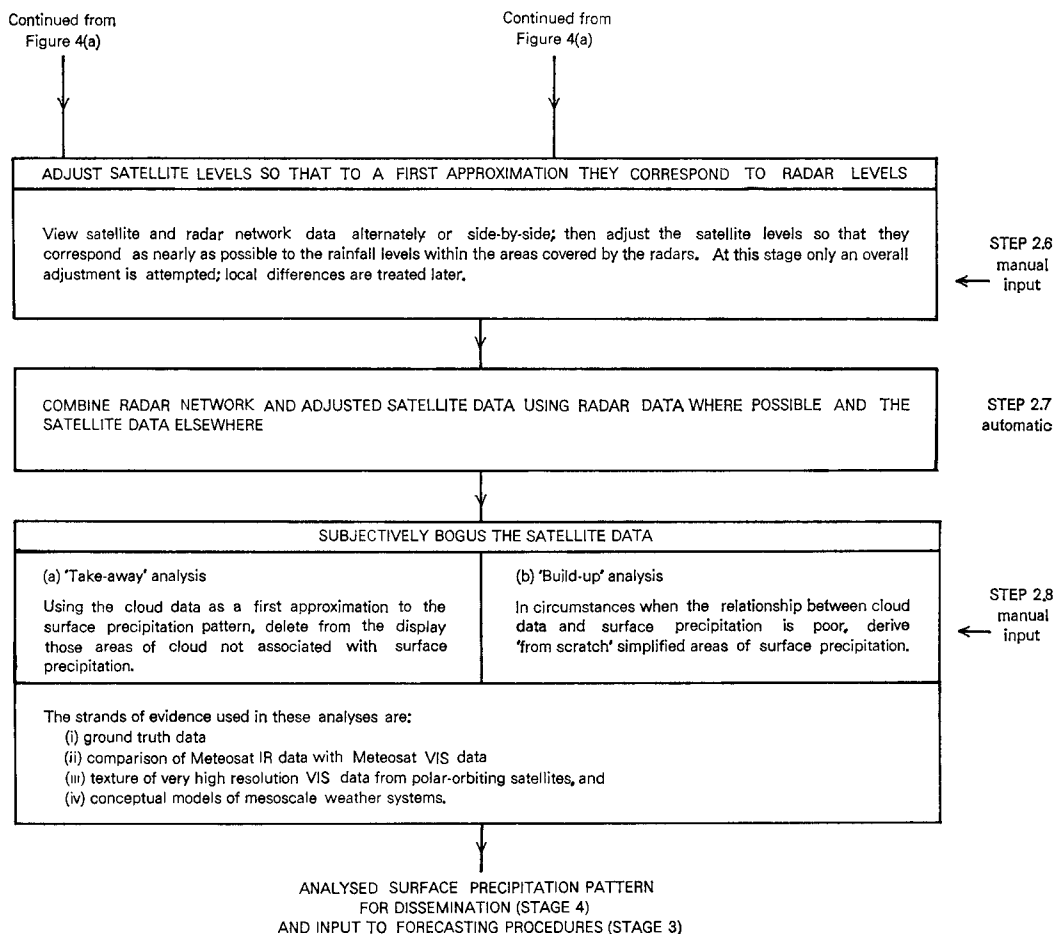 Continued from
Figure 4(a)
Continued from
Figure 4(a)
ADJUST SATELLITE LEVELS SO THAT TO A FIRST APPROXIMATION THEY CORRESPOND TO RADAR LEVELS
View satellite and radar network data alternately or side-by-side; then adjust the satellite levels so that they
correspond as nearly as possible to the rainfall levels within the areas covered by the radars. At this stage only an overall
adjustment is attempted; local differences are treated later.
STEP 2.6
manual
input
COMBINE RADAR NETWORK AND ADJUSTED SATELLITE DATA USING RADAR DATA WHERE POSSIBLE AND THE
SATELLITE DATA ELSEWHERE
STEP 2.7
automatic
SUBJECTIVELY BOGUS THE SATELLITE DATA
(a) 'Take-away' analysis
Using the cloud data as a first approximation to the
surface precipitation pattern, delete from the display
those areas of cloud not associated with surface
precipitation.
(b) 'Build-up' analysis
In circumstances when the relationship between cloud
data and surface precipitation is poor, derive
'from scratch' simplified areas of surface precipitation.
STEP 2.8
manual
input
The strands of evidence used in these analyses are:
(i) ground truth data
(ii) comparison of Meteosat IR data with Meteosat VIS data
(iii) texture of very high resolution VIS data from polar-orbiting satellites, and
(iv) conceptual models of mesoscale weather systems.
ANALYSED SURFACE PRECIPITATION PATTERN
FOR DISSEMINATION (STAGE 4)
AND INPUT TO FORECASTING PROCEDURES (STAGE 3)